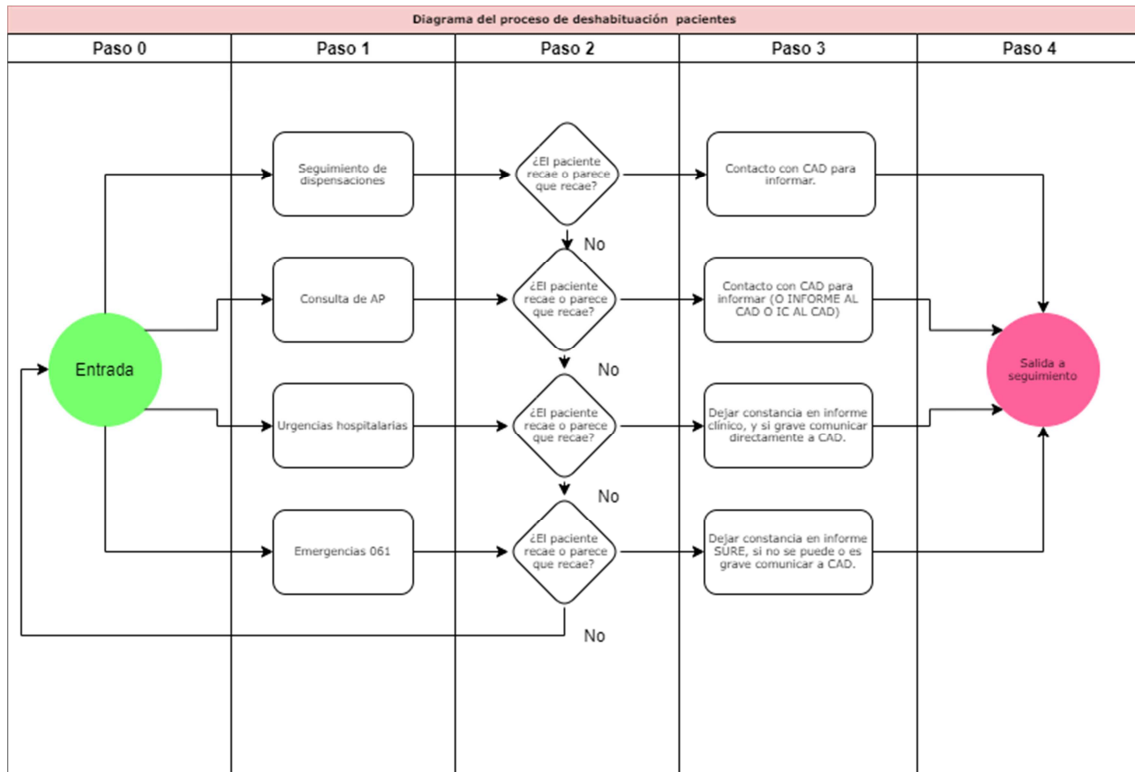 Diagrama del proceso de deshabituación pacientes
Paso 0
Paso 1
Paso 2
Paso 3
Paso 4
Seguimiento de
dispensaciones
¿El paciente
recae o parece
que recae?
Contacto con CAD para
informar.
No
Consulta de AP
¿El paciente
recae o parece
que recae?
Contacto con CAD para
informar (O INFORME AL
CAD O IC AL CAD)
Entrada
No
Salida a
seguimiento
Urgencias hospitalarias
¿El paciente
recae o parece
que recae?
Dejar constancia en informe
clínico, y si grave comunicar
directamente a CAD.
No
Emergencias 061
¿El paciente
recae o parece
que recae?
Dejar constancia en informe
SURE, si no se puede o es
grave comunicar a CAD.
No